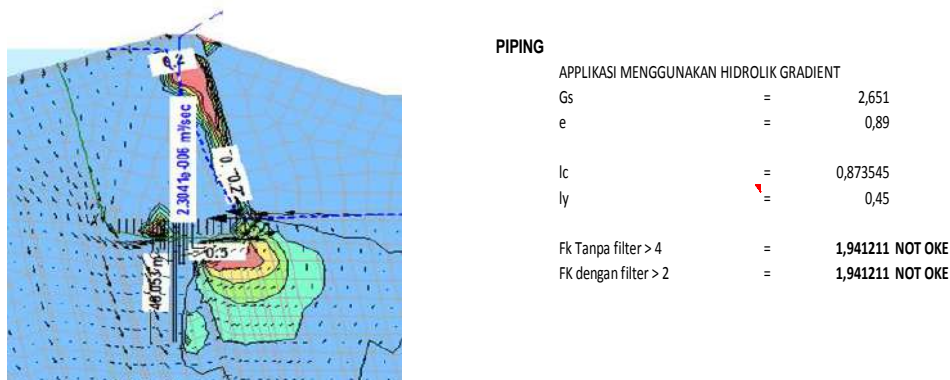 0.2
2.3041e-006 m³/sec
-0.2
0.5
PIPING
APPLIKASI MENGGUNAKAN HIDROLIK GRADIENT
Gs = 2,651
e = 0,89
Ic = 0,873545
Iy = 0,45
Fk Tanpa filter > 4 = 1,941211 NOT OKE
FK dengan filter > 2 = 1,941211 NOT OKE